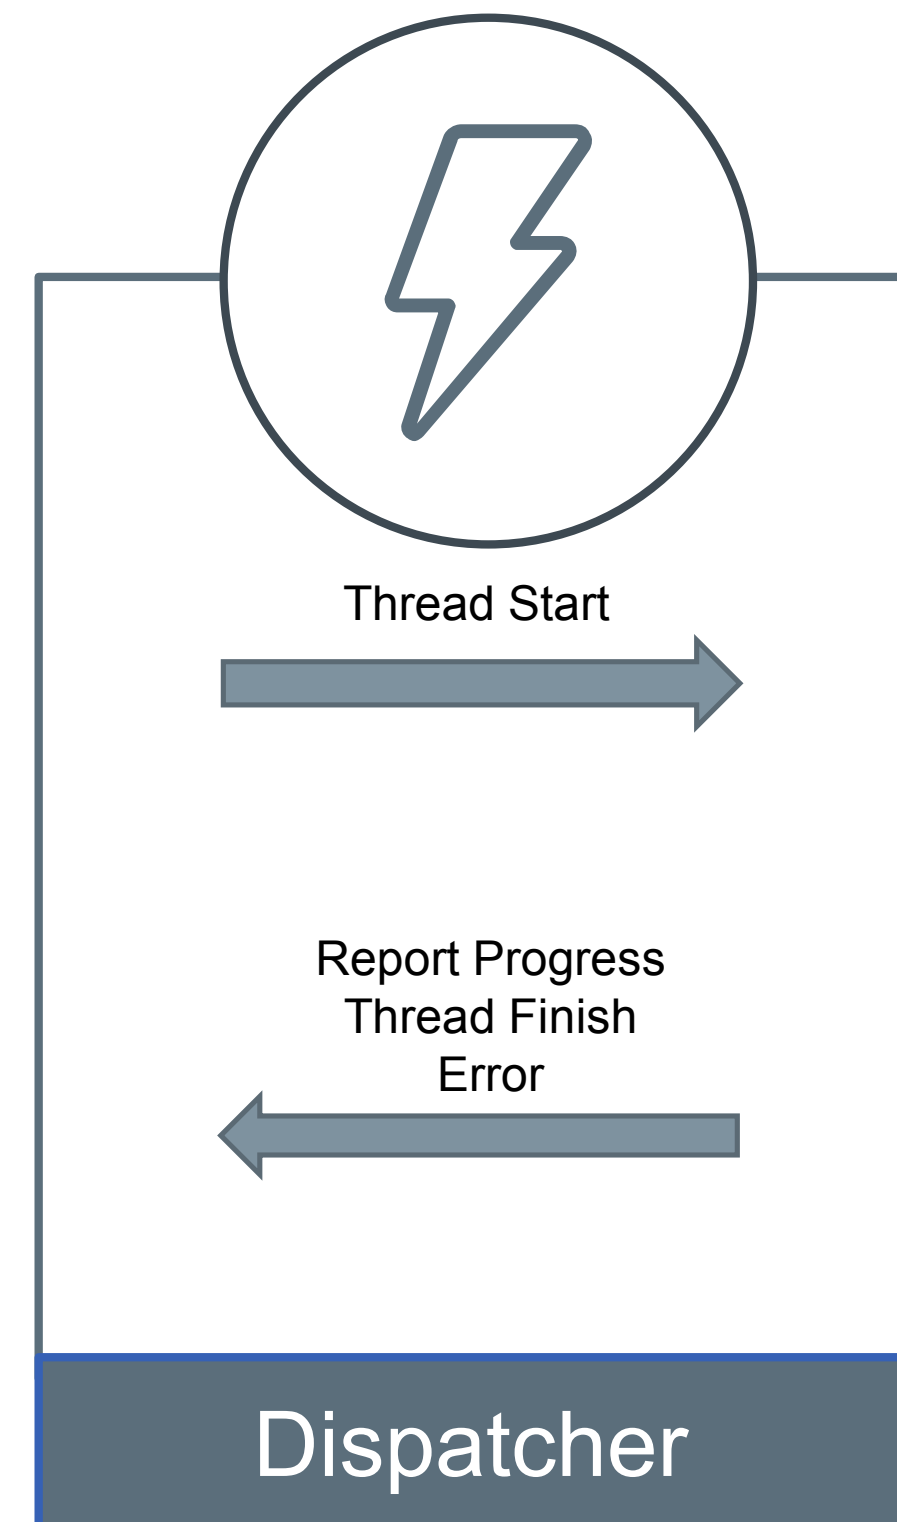 Thread Start
Report Progress
Thread Finish
Error
Dispatcher